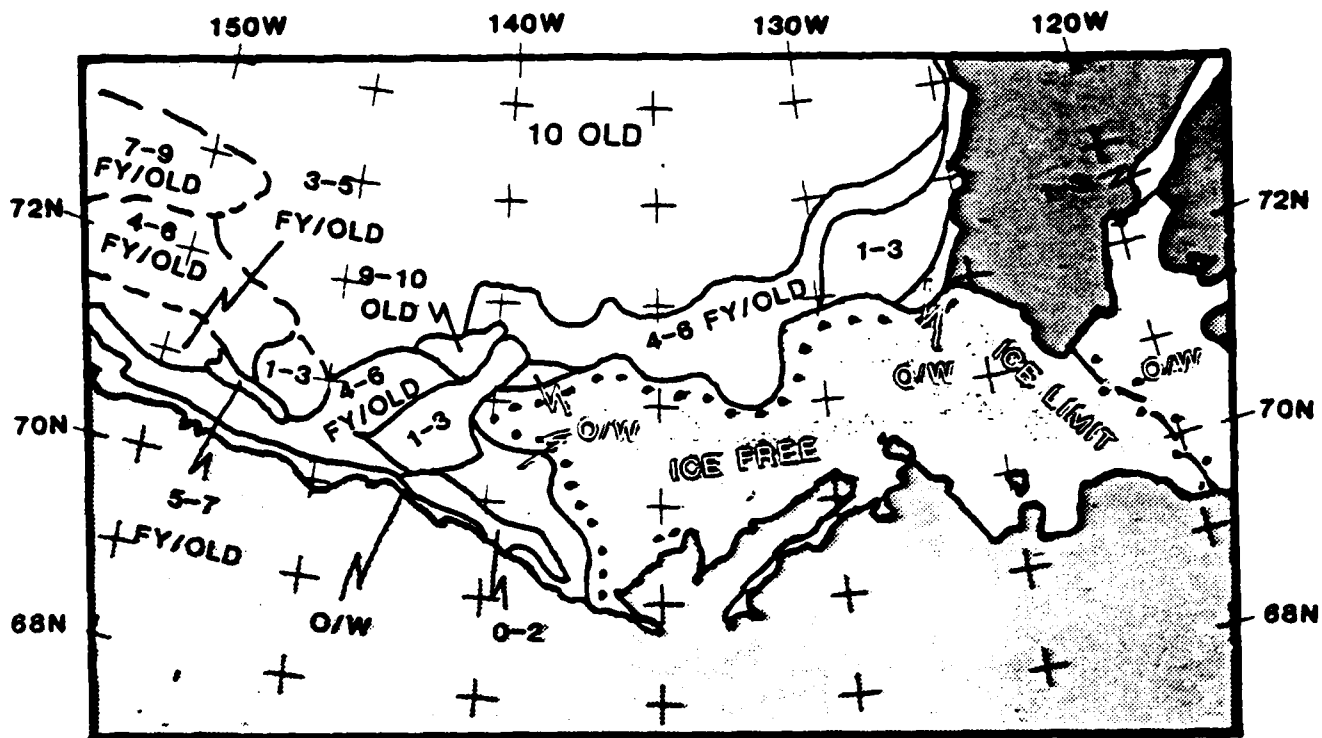 150W 140W 130W 120W
10 OLD
7-9
FY/OLD
3-5
FY/OLD
72N
72N
4-6
FY/OLD
1-3
9-10
OLD
4-6 FY/OLD
1-3
4-6
FY/OLD
O/W
ICE LIMIT
O/W
1-3
O/W
70N
70N
ICE FREE
5-7
FY/OLD
O/W
0-2
68N
68N